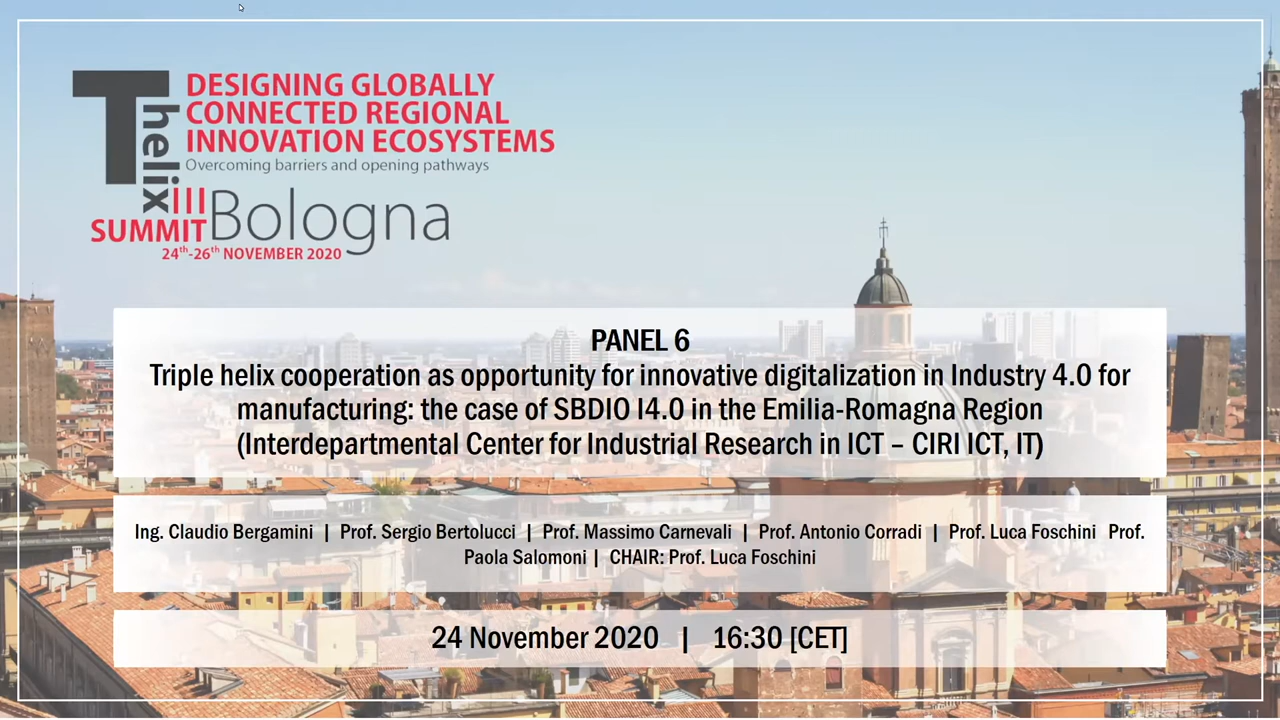 Thelix
DESIGNING GLOBALLY
CONNECTED REGIONAL
INNOVATION ECOSYSTEMS
Overcoming barriers and opening pathways
III
SUMMIT Bologna
24th-26th NOVEMBER 2020
PANEL 6
Triple helix cooperation as opportunity for innovative digitalization in Industry 4.0 for
manufacturing: the case of SBDIO I4.0 in the Emilia-Romagna Region
(Interdepartmental Center for Industrial Research in ICT – CIRI ICT, IT)
Ing. Claudio Bergamini | Prof. Sergio Bertolucci | Prof. Massimo Carnevali | Prof. Antonio Corradi | Prof. Luca Foschini Prof.
Paola Salomoni | CHAIR: Prof. Luca Foschini
24 November 2020 | 16:30 [CET]